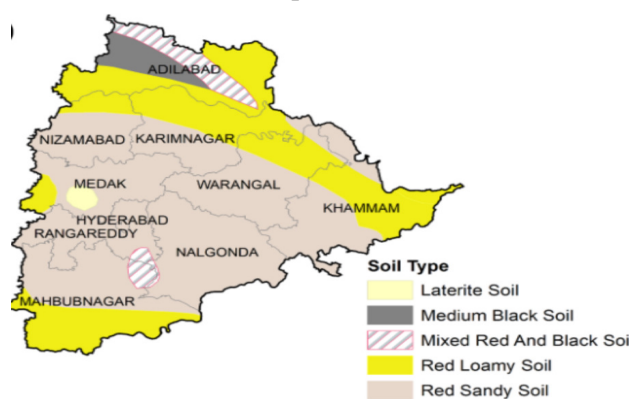 )
ADILABAD
NIZAMABAD
KARIMNAGAR
MEDAK
WARANGAL
HYDERABAD
KHAMMAM
RANGAREDDY
NALGONDA
MAHBUBNAGAR
Soil Type
Laterite Soil
Medium Black Soil
Mixed Red And Black Soi
Red Loamy Soil
Red Sandy Soil